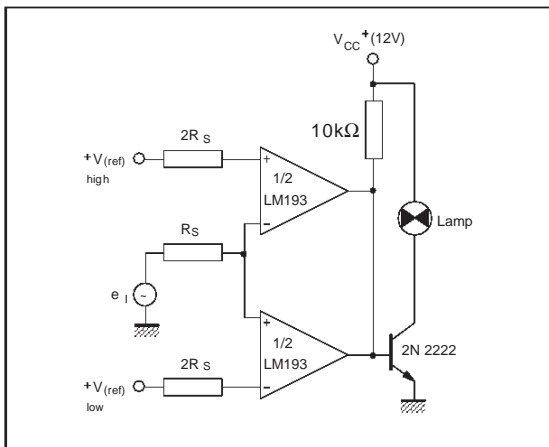 V CC + (12V)
10kΩ
2R S
+V (ref)
high
+
1/2
LM193
−
R S
Lamp
e I
~
+
1/2
LM193
−
2N 2222
2R S
+V (ref)
low